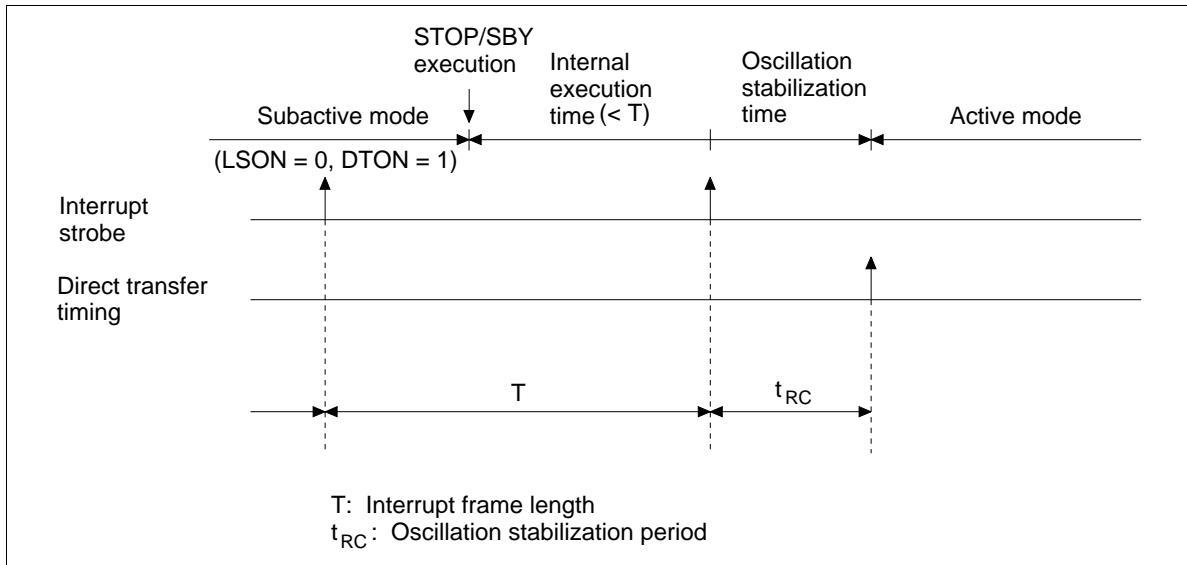 STOP/SBY
execution
Internal
execution
time (< T)
Oscillation
stabilization
time
Subactive mode
Active mode
(LSON = 0, DTON = 1)
Interrupt
strobe
Direct transfer
timing
T
tRC
T: Interrupt frame length
tRC: Oscillation stabilization period